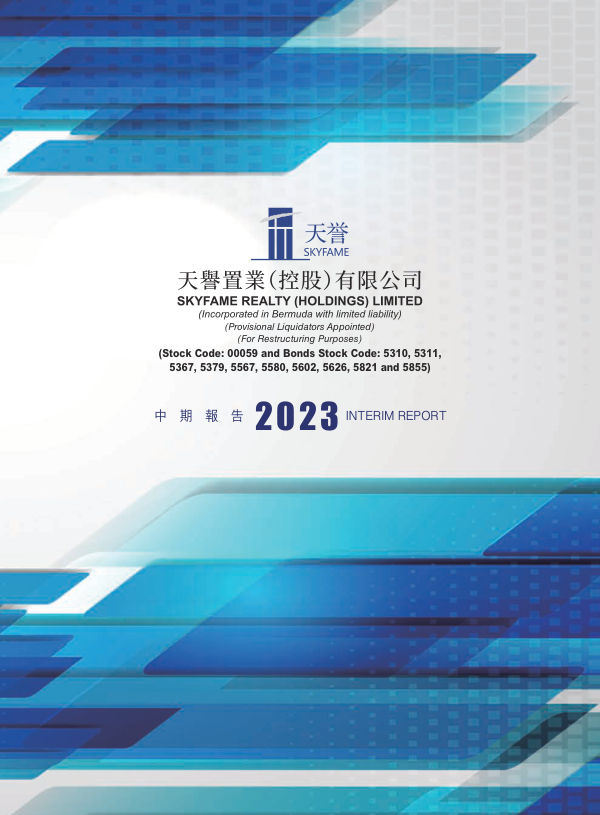 天誉
SKYFAME
天譽置業（控股）有限公司
SKYFAME REALTY (HOLDINGS) LIMITED
(Incorporated in Bermuda with limited liability)
(Provisional Liquidators Appointed)
(For Restructuring Purposes)
(Stock Code: 00059 and Bonds Stock Code: 5310, 5311,
5367, 5379, 5567, 5580, 5602, 5626, 5821 and 5855)
中期報告 2023 INTERIM REPORT